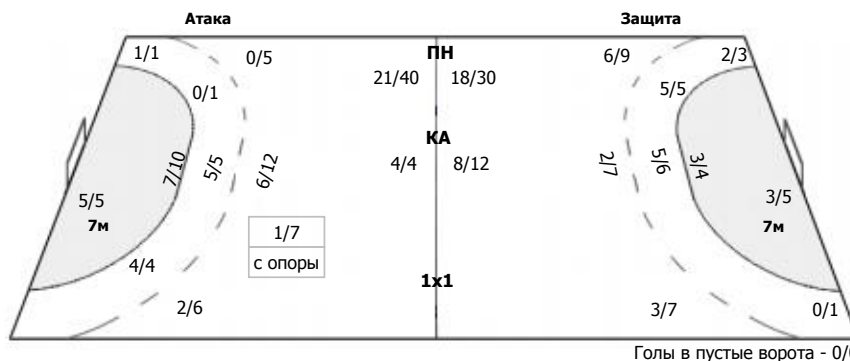 Атака Защита
1/1 0/5 ПН 6/9 2/3
21/40 18/30
0/1 5/5
КА
4/4 8/12
7/10 5/5 6/12 2/7 5/6 3/4
5/5 3/5
7м 7м
1/7
с опоры
4/4
1x1
2/6 3/7 0/1
Голы в пустые ворота -